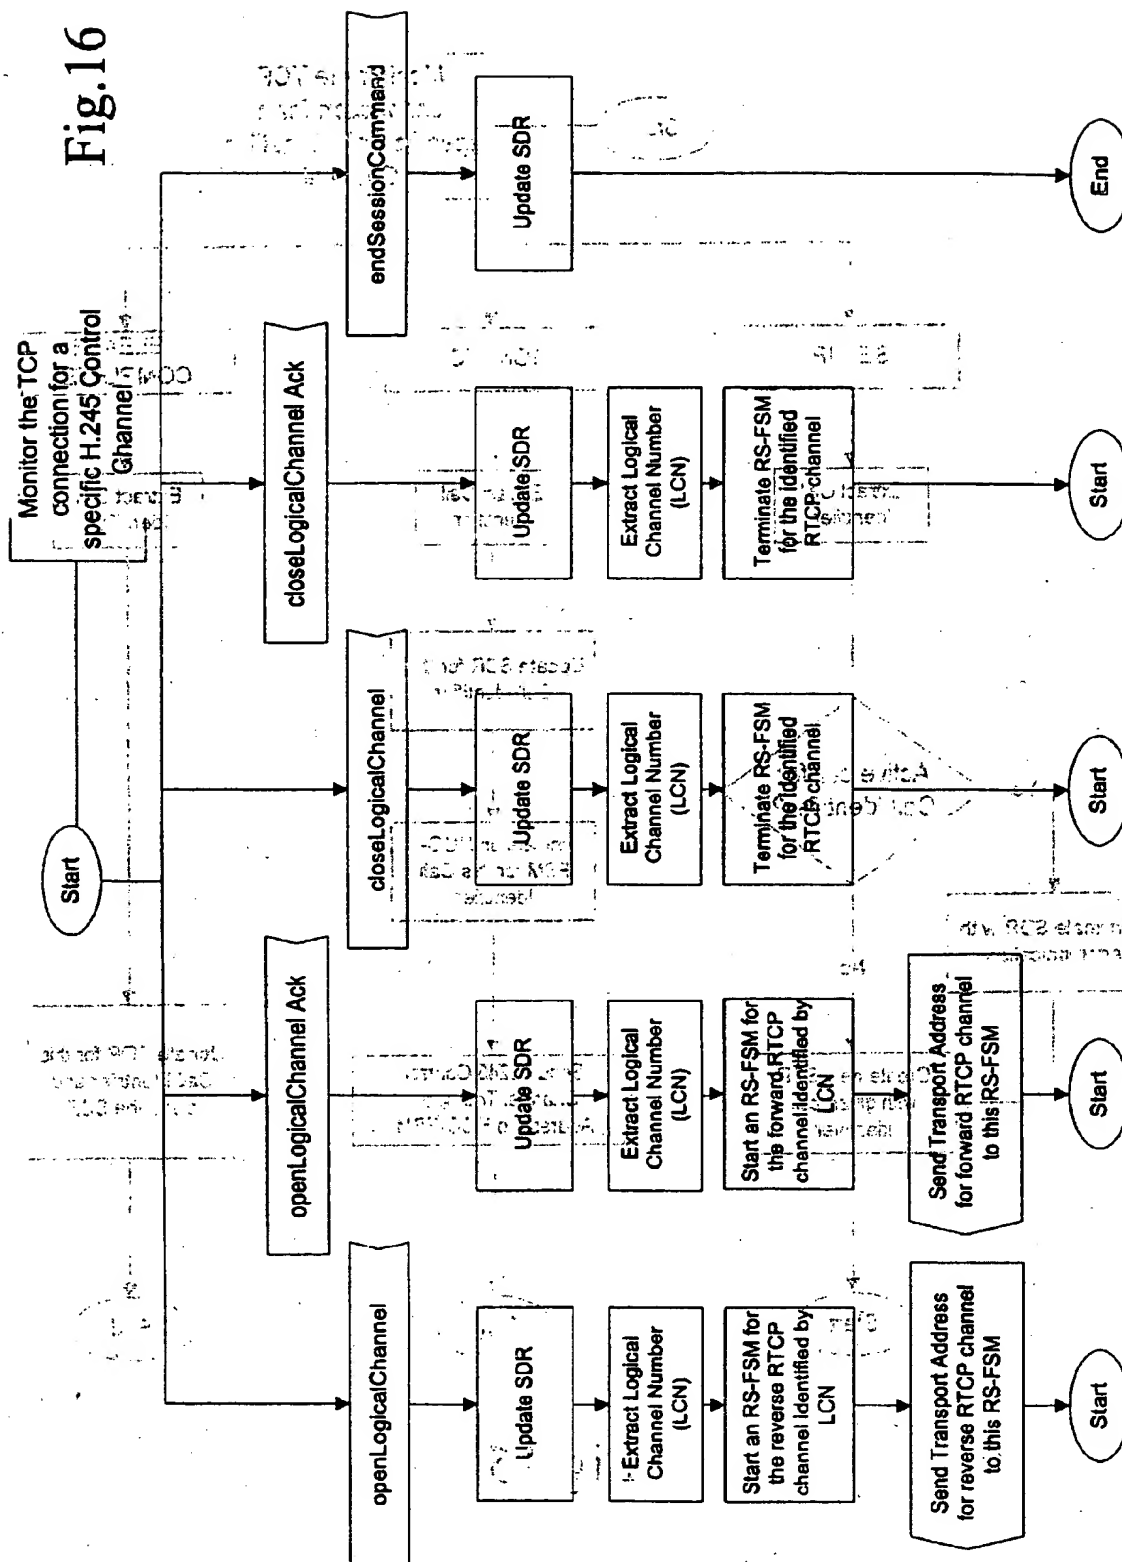 Fig.16
Start
Monitor the TCP
connection for a
specific H.245 Control
Channel
openLogicalChannel
Update SDR
Extract Logical
Channel Number
(LCN)
Start an RS-FSM for
the reverse RTCP
channel identified by
LCN
Send Transport Address
for reverse RTCP channel
to this RS-FSM
Start
openLogicalChannel Ack
Update SDR
Extract Logical
Channel Number
(LCN)
Start an RS-FSM for
the forward RTCP
channel identified by
LCN
Send Transport Address
for forward RTCP channel
to this RS-FSM
Start
closeLogicalChannel
Update SDR
Extract Logical
Channel Number
(LCN)
Terminate RS-FSM
for the identified
RTCP channel
Start
closeLogicalChannel Ack
Update SDR
Extract Logical
Channel Number
(LCN)
Terminate RS-FSM
for the identified
RTCP channel
Start
endSessionCommand
Update SDR
End